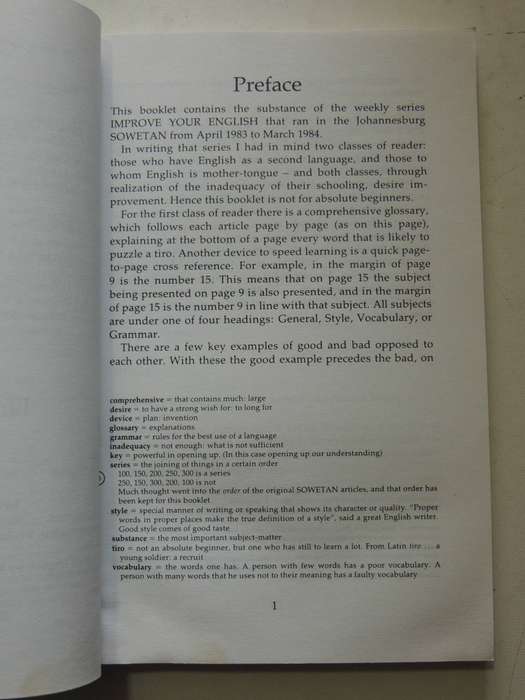 Preface
This booklet contains the substance of the weekly series
IMPROVE YOUR ENGLISH that ran in the Johannesburg
SOWETAN from April 1983 to March 1984.
In writing that series I had in mind two classes of reader:
those who have English as a second language, and those to
whom English is mother-tongue – and both classes, through
realization of the inadequacy of their schooling, desire im-
provement. Hence this booklet is not for absolute beginners.
For the first class of reader there is a comprehensive glossary,
which follows each article page by page (as on this page),
explaining at the bottom of a page every word that is likely to
puzzle a tiro. Another device to speed learning is a quick page-
to-page cross reference. For example, in the margin of page
9 is the number 15. This means that on page 15 the subject
being presented on page 9 is also presented, and in the margin
of page 15 is the number 9 in line with that subject. All subjects
are under one of four headings: General, Style, Vocabulary, or
Grammar.
There are a few key examples of good and bad opposed to
each other. With these the good example precedes the bad, on
comprehensive = that contains much: large
desire = to have a strong wish for: to long for
device = plan: invention
glossary = explanations
grammar = rules for the best use of a language
inadequacy = not enough: what is not sufficient
key = powerful in opening up. (In this case opening up our understanding)
series = the joining of things in a certain order
100, 150, 200, 250, 300 is a series
250, 150, 300, 200, 100 is not
Much thought went into the order of the original SOWETAN articles, and that order has
been kept for this booklet
style = special manner of writing or speaking that shows its character or quality. "Proper
words in proper places make the true definition of a style", said a great English writer.
Good style comes of good taste
substance = the most important subject-matter
tiro = not an absolute beginner, but one who has still to learn a lot. From Latin tiro . . . a
young soldier: a recruit
vocabulary = the words one has. A person with few words has a poor vocabulary. A
person with many words that he uses not to their meaning has a faulty vocabulary
1